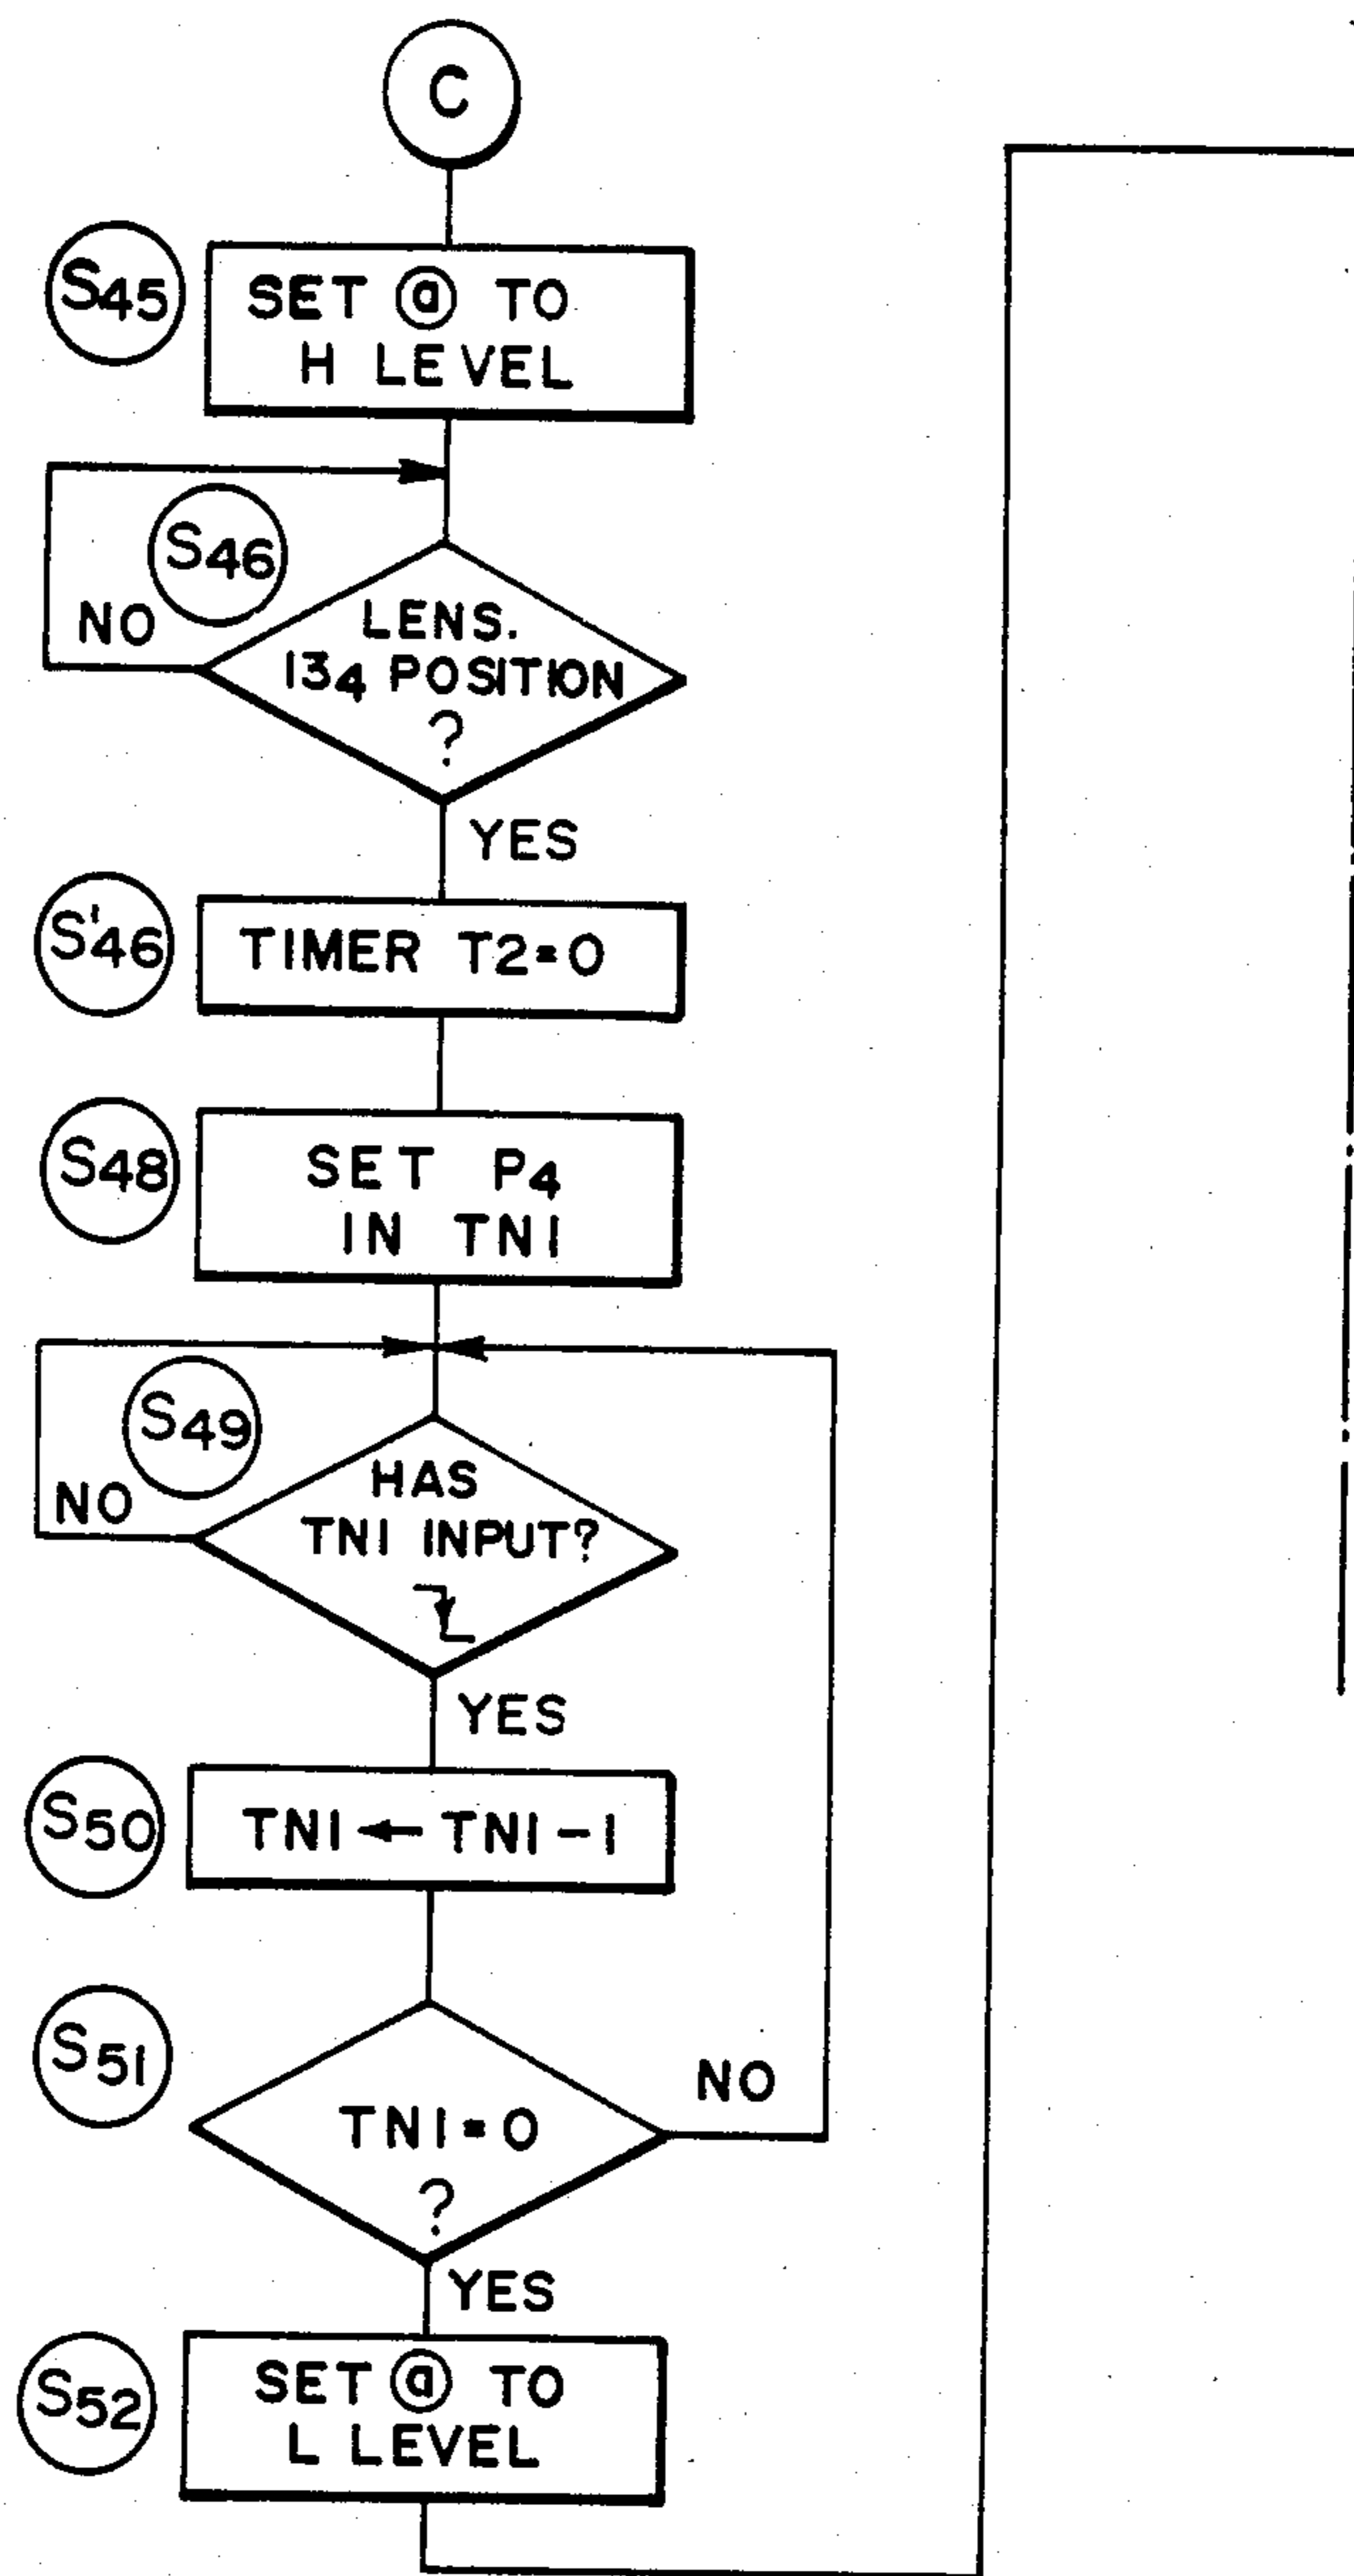 C
S45
SET ⓐ TO
H LEVEL
S46
NO
LENS.
134 POSITION
?
YES
S'46
TIMER T2=0
S48
SET P4
IN TN1
S49
NO
HAS
TN1 INPUT?
YES
S50
TN1 ← TN1-1
S51
TN1=0
?
NO
YES
S52
SET ⓐ TO
L LEVEL